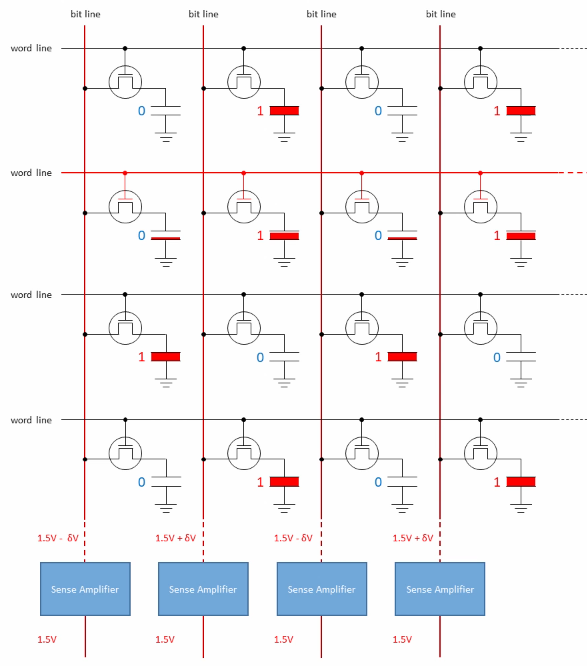 bit line bit line bit line bit line
word line
0 1 0 1
word line
0 1 0 1
word line
1 0 1 0
word line
0 1 0 1
1.5V - δV 1.5V + δV 1.5V - δV 1.5V + δV
Sense Amplifier Sense Amplifier Sense Amplifier Sense Amplifier
1.5V 1.5V 1.5V 1.5V